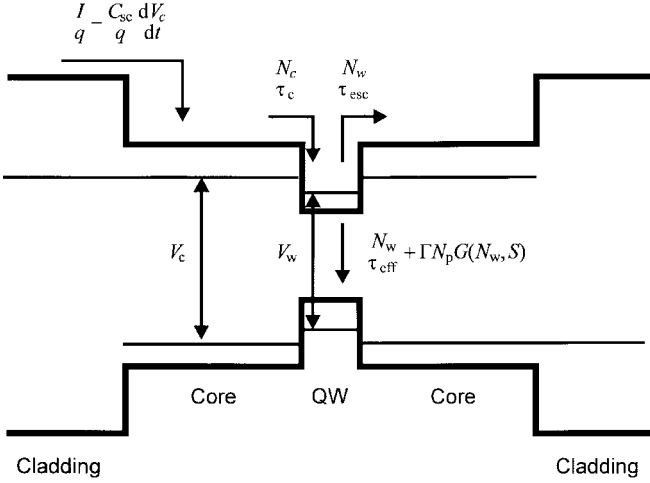 I/q − C_sc/q dV_c/dt
N_c/τ_c N_w/τ_esc
V_c V_w N_w/τ_eff + ΓN_pG(N_w, S)
Core QW Core
Cladding Cladding